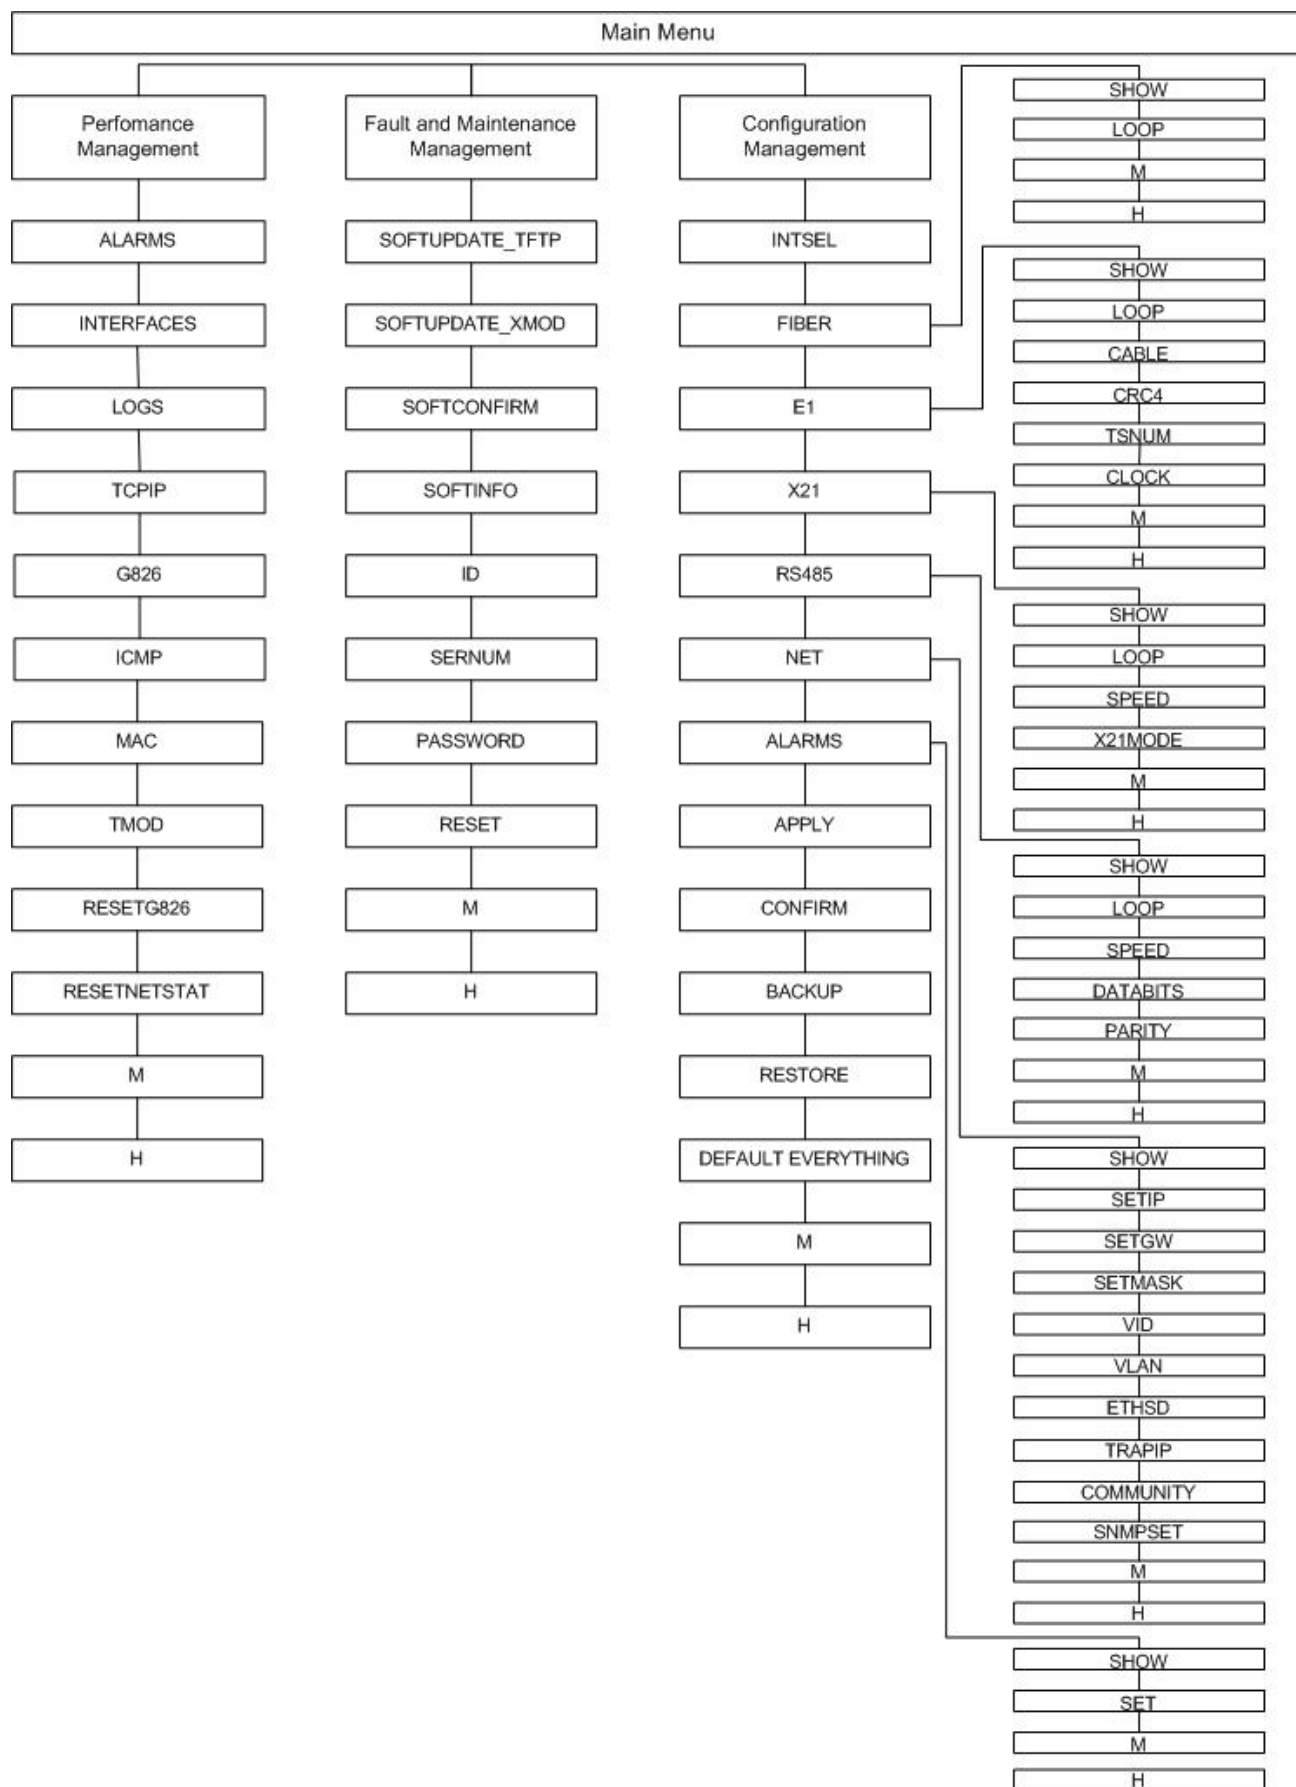 Main Menu
Perfomance
Management
ALARMS
INTERFACES
LOGS
TCPIP
G826
ICMP
MAC
TMOD
RESETG826
RESETNETSTAT
M
H
Fault and Maintenance
Management
SOFTUPDATE_TFTP
SOFTUPDATE_XMOD
SOFTCONFIRM
SOFTINFO
ID
SERNUM
PASSWORD
RESET
M
H
Configuration
Management
INTSEL
FIBER
E1
X21
RS485
NET
ALARMS
APPLY
CONFIRM
BACKUP
RESTORE
DEFAULT EVERYTHING
M
H
SHOW
LOOP
M
H
SHOW
LOOP
CABLE
CRC4
TSNUM
CLOCK
M
H
SHOW
LOOP
SPEED
X21MODE
M
H
SHOW
LOOP
SPEED
DATABITS
PARITY
M
H
SHOW
SETIP
SETGW
SETMASK
VID
VLAN
ETHSD
TRAPIP
COMMUNITY
SNMPSET
M
H
SHOW
SET
M
H